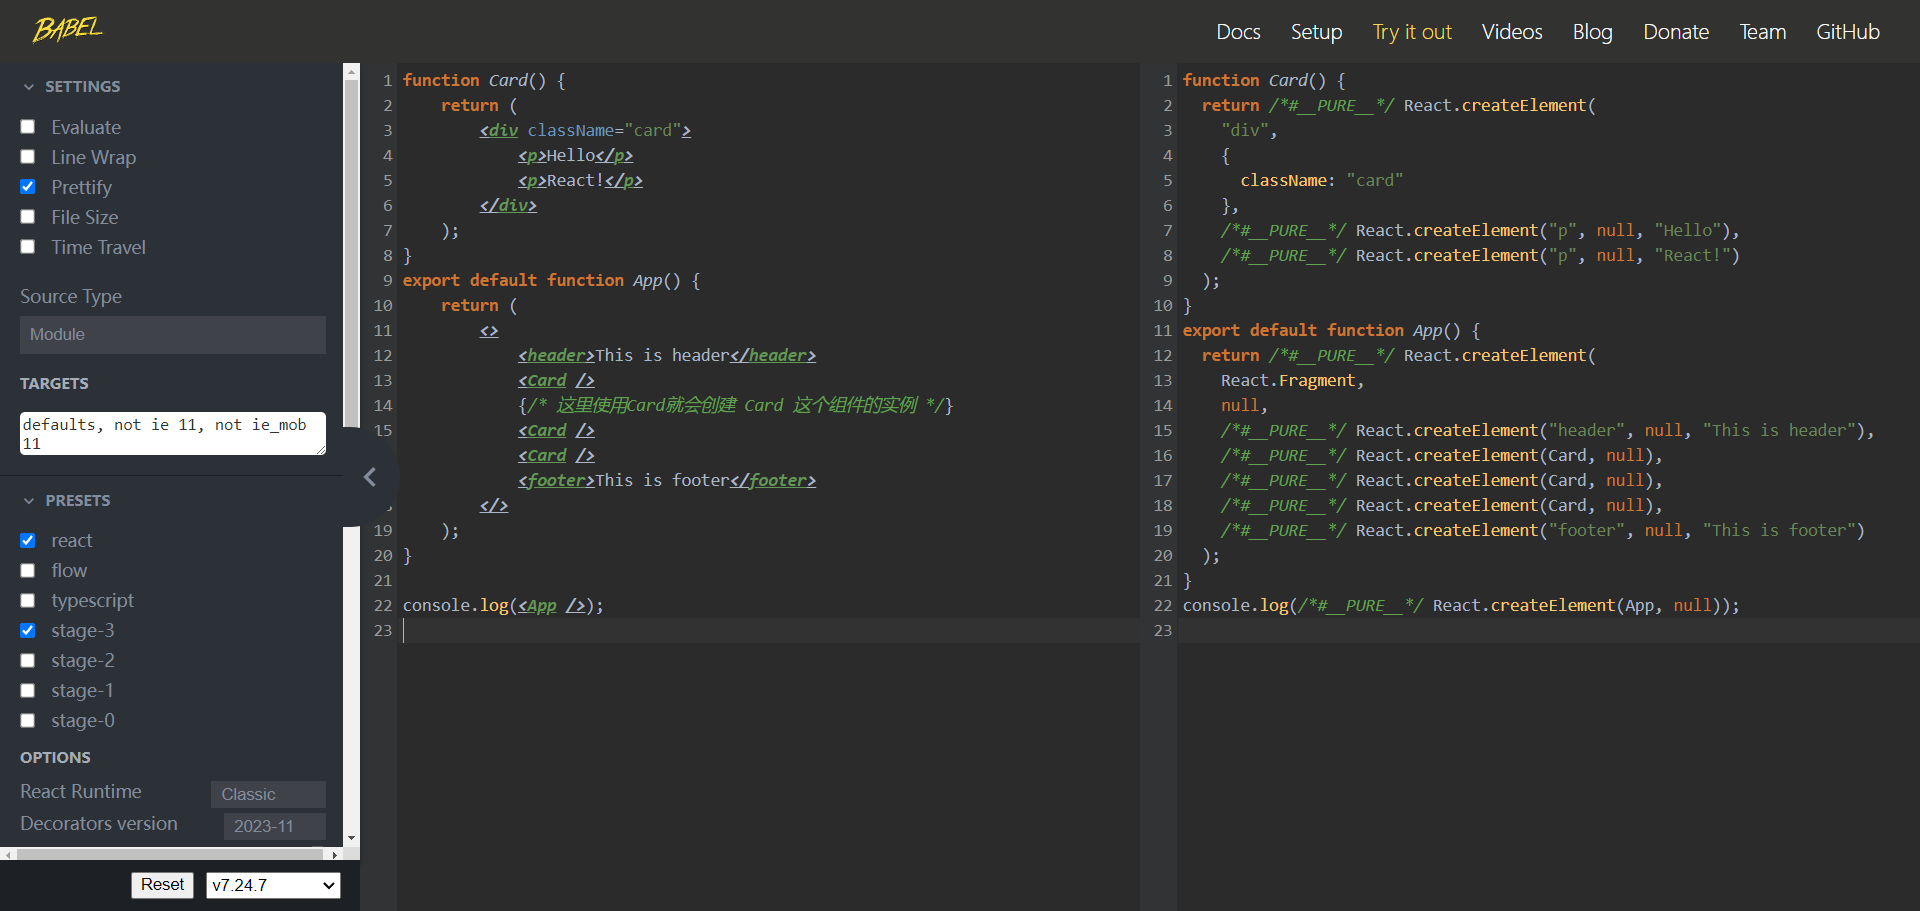 BABEL
Docs Setup Try it out Videos Blog Donate Team GitHub
SETTINGS
Evaluate
Line Wrap
Prettify
File Size
Time Travel
Source Type
Module
TARGETS
defaults, not ie 11, not ie_mob
11
PRESETS
react
flow
typescript
stage-3
stage-2
stage-1
stage-0
OPTIONS
React Runtime Classic
Decorators version 2023-11
Reset v7.24.7
1 function Card() {
2     return (
3         <div className="card">
4             <p>Hello</p>
5             <p>React!</p>
6         </div>
7     );
8 }
9 export default function App() {
10     return (
11         <>
12             <header>This is header</header>
13             <Card />
14             {/* 这里使用Card就会创建 Card 这个组件的实例 */}
15             <Card />
            <Card />
            <footer>This is footer</footer>
        </>
19     );
20 }
21
22 console.log(<App />);
23
1 function Card() {
2   return /*#__PURE__*/ React.createElement(
3     "div",
4     {
5       className: "card"
6     },
7     /*#__PURE__*/ React.createElement("p", null, "Hello"),
8     /*#__PURE__*/ React.createElement("p", null, "React!")
9   );
10 }
11 export default function App() {
12   return /*#__PURE__*/ React.createElement(
13     React.Fragment,
14     null,
15     /*#__PURE__*/ React.createElement("header", null, "This is header"),
16     /*#__PURE__*/ React.createElement(Card, null),
17     /*#__PURE__*/ React.createElement(Card, null),
18     /*#__PURE__*/ React.createElement(Card, null),
19     /*#__PURE__*/ React.createElement("footer", null, "This is footer")
20   );
21 }
22 console.log(/*#__PURE__*/ React.createElement(App, null));
23